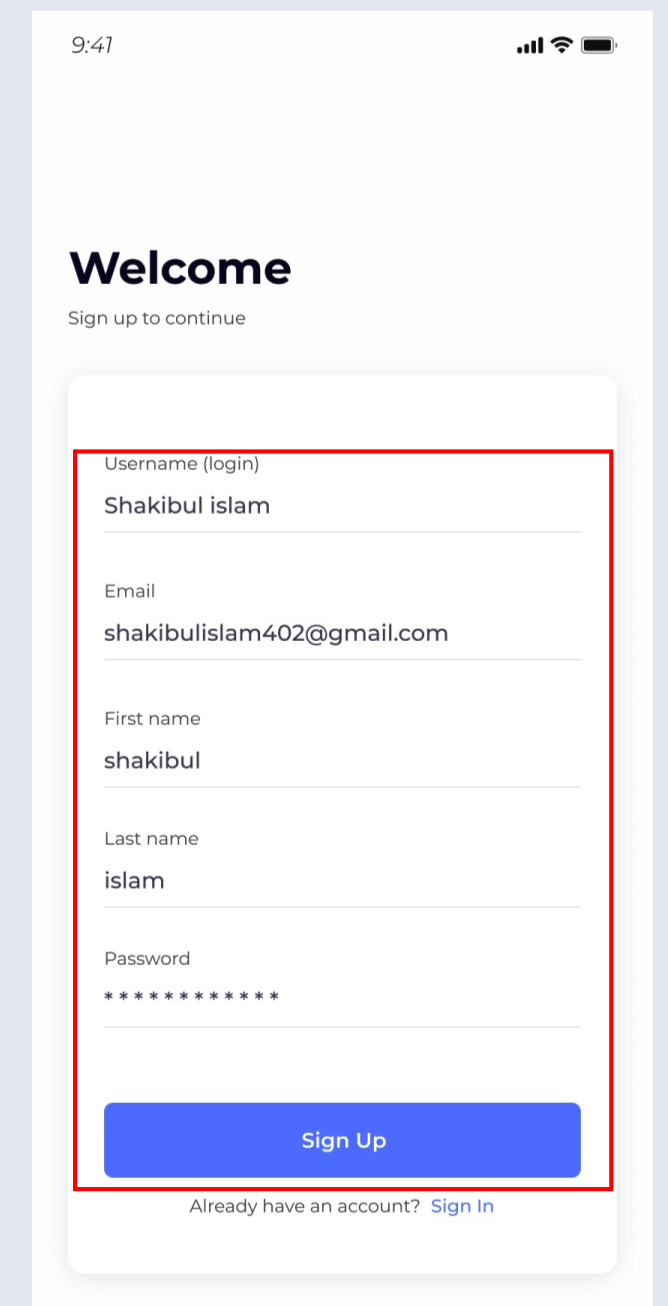 9:41
Welcome
Sign up to continue
Username (login)
Shakibul islam
Email
shakibulislam402@gmail.com
First name
shakibul
Last name
islam
Password
* * * * * * * * * * * *
Sign Up
Already have an account? Sign In